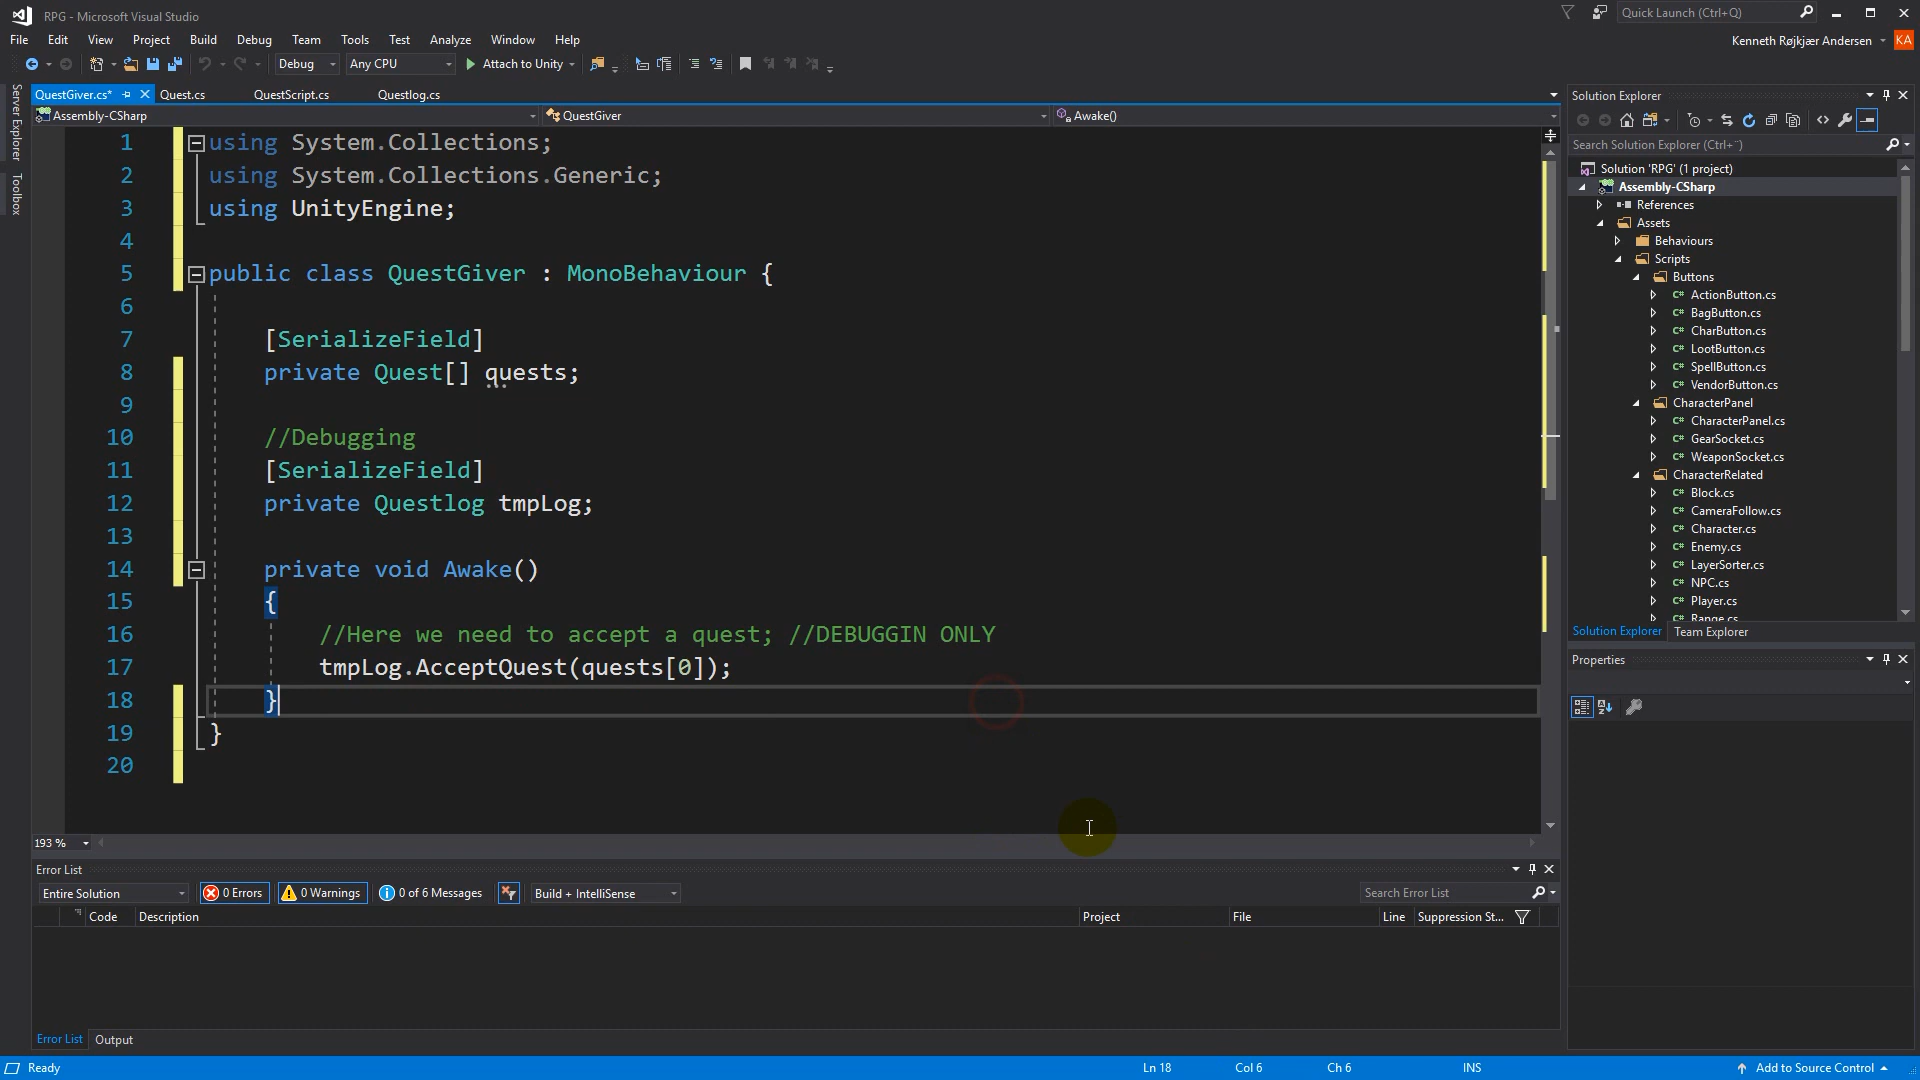 RPG - Microsoft Visual Studio
Quick Launch (Ctrl+Q)
File Edit View Project Build Debug Team Tools Test Analyze Window Help
Kenneth Røjkjær Andersen KA
Debug Any CPU Attach to Unity
QuestGiver.cs* Quest.cs QuestScript.cs Questlog.cs
Assembly-CSharp QuestGiver Awake()
Server Explorer
Toolbox
1 using System.Collections;
2 using System.Collections.Generic;
3 using UnityEngine;
4
5 public class QuestGiver : MonoBehaviour {
6
7 [SerializeField]
8 private Quest[] quests;
9
10 //Debugging
11 [SerializeField]
12 private Questlog tmpLog;
13
14 private void Awake()
15 {
16 //Here we need to accept a quest; //DEBUGGIN ONLY
17 tmpLog.AcceptQuest(quests[0]);
18 }
19 }
20
193 %
Error List
Entire Solution 0 Errors 0 Warnings 0 of 6 Messages Build + IntelliSense Search Error List
Code Description Project File Line Suppression St...
Error List Output
Solution Explorer
Search Solution Explorer (Ctrl+¨)
Solution 'RPG' (1 project)
Assembly-CSharp
References
Assets
Behaviours
Scripts
Buttons
C# ActionButton.cs
C# BagButton.cs
C# CharButton.cs
C# LootButton.cs
C# SpellButton.cs
C# VendorButton.cs
CharacterPanel
C# CharacterPanel.cs
C# GearSocket.cs
C# WeaponSocket.cs
CharacterRelated
C# Block.cs
C# CameraFollow.cs
C# Character.cs
C# Enemy.cs
C# LayerSorter.cs
C# NPC.cs
C# Player.cs
C# Range.cs
Solution Explorer Team Explorer
Properties
Ready Ln 18 Col 6 Ch 6 INS Add to Source Control